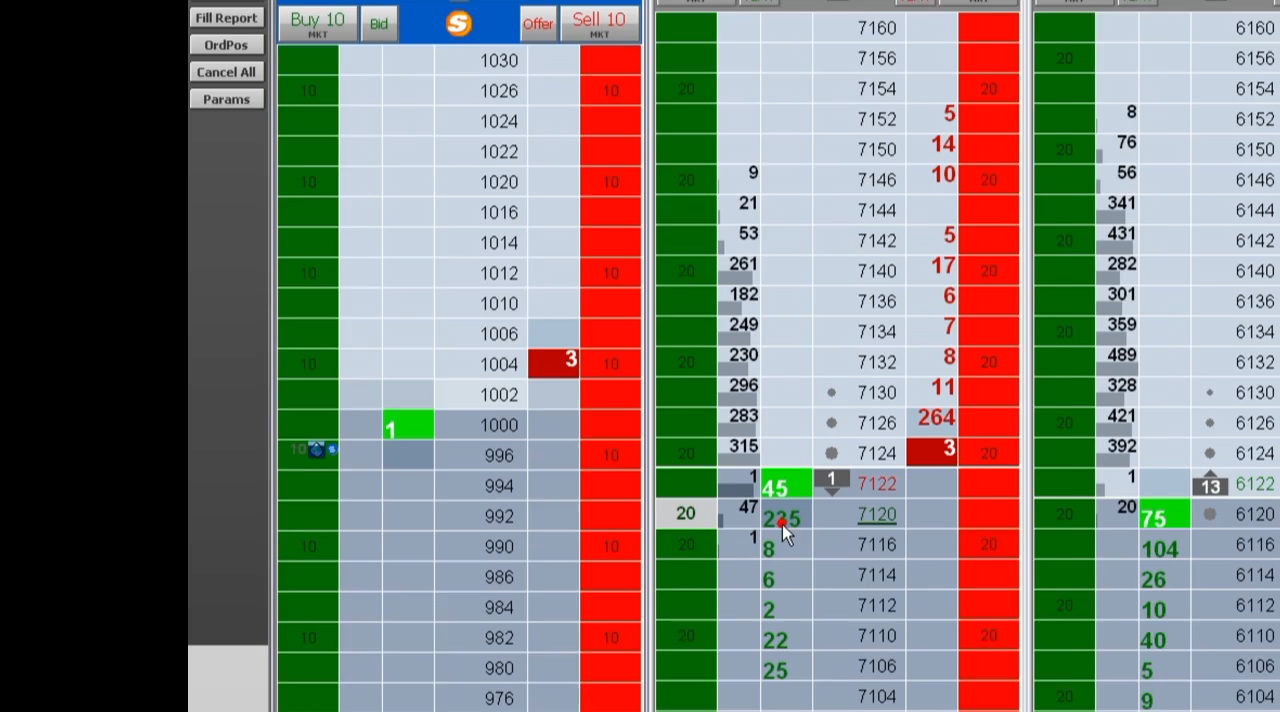 Fill Report
OrdPos
Cancel All
Params
Buy 10
MKT
Bid
S
Offer
Sell 10
MKT
1030
10 1026 10
1024
1022
10 1020 10
1016
1014
10 1012 10
1010
1006
10 1004 3 10
1002
1 1000
10 996
994
992
10 990 10
986
984
10 982 10
980
976
7160
7156
20 7154 20
7152 5
7150 14
20 9 7146 10 20
21 7144
53 7142 5
20 261 7140 17 20
182 7136 6
249 7134 7
20 230 7132 8 20
296 7130 11
283 7126 264
20 315 7124 3 20
1 45 1 7122
20 47 235 7120
20 1 8 7116 20
6 7114
2 7112
20 22 7110 20
25 7106
7104
6160
20 6156
6154
8 6152
20 76 6150
56 6146
341 6144
20 431 6142
282 6140
301 6136
20 359 6134
489 6132
328 6130
20 421 6126
392 6124
1 13 6122
20 20 75 6120
104 6116
26 6114
20 10 6112
40 6110
5 6106
20 9 6104